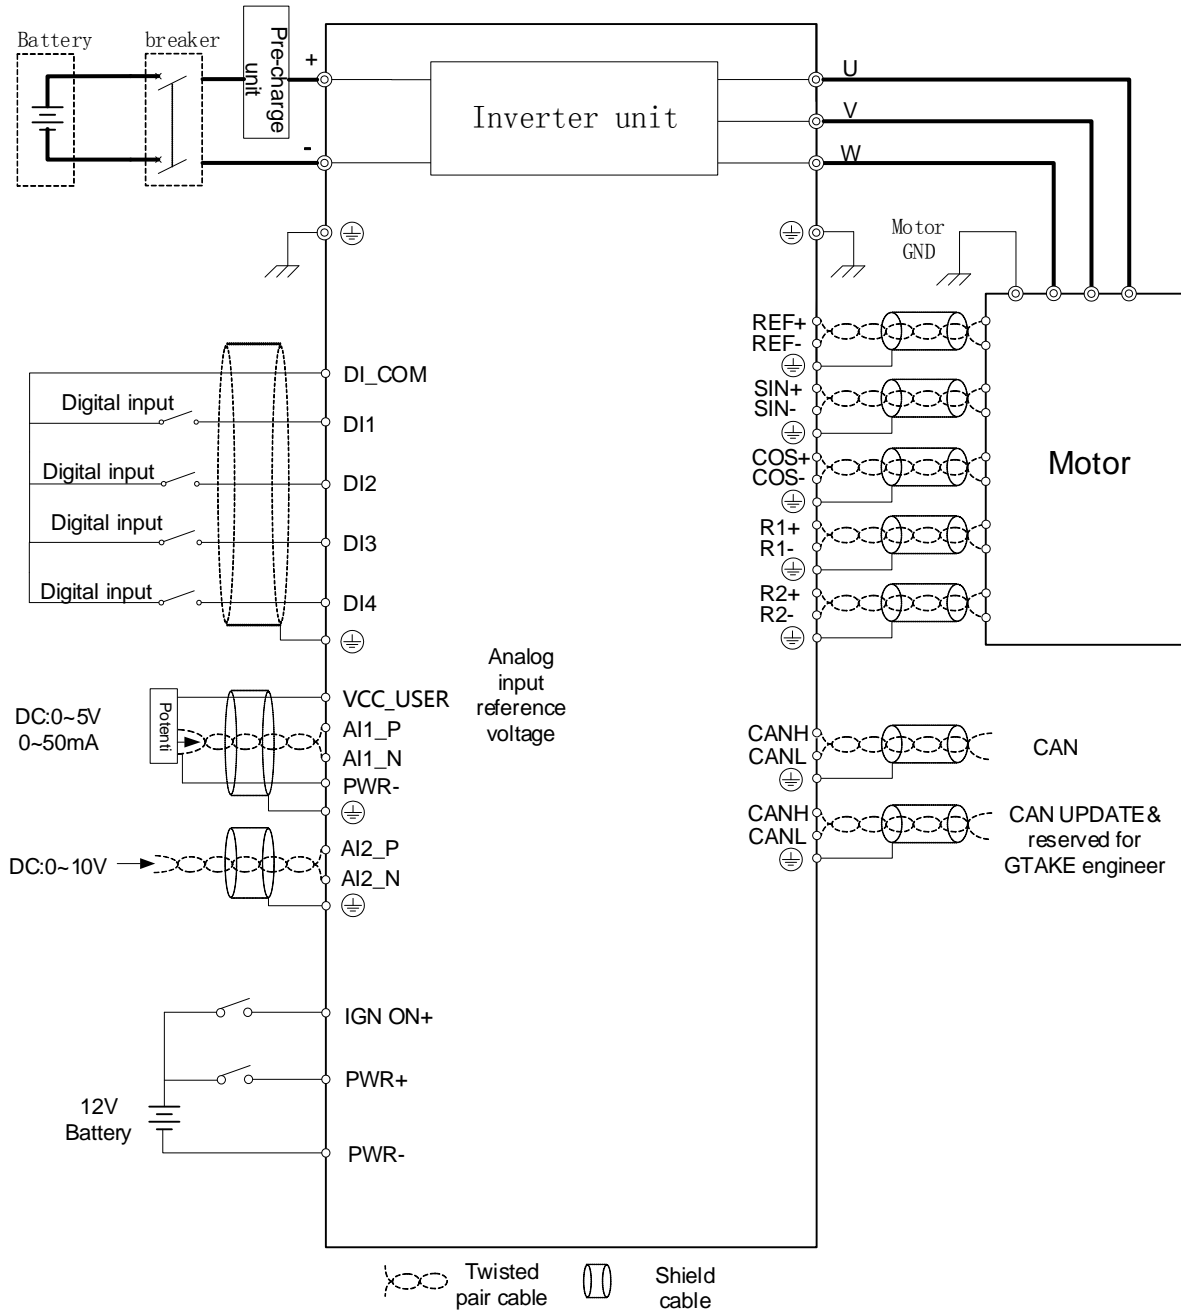 Battery
breaker
Pre-charge
unit
+
-
Inverter unit
U
V
W
Motor
GND
DI_COM
Digital input
DI1
Digital input
DI2
Digital input
DI3
Digital input
DI4
REF+
REF-
SIN+
SIN-
COS+
COS-
R1+
R1-
R2+
R2-
Motor
Analog
input
reference
voltage
DC:0~5V
0~50mA
Potenti
VCC_USER
AI1_P
AI1_N
PWR-
DC:0~10V
AI2_P
AI2_N
CANH
CANL
CAN
CANH
CANL
CAN UPDATE&
reserved for
GTAKE engineer
IGN ON+
PWR+
12V
Battery
PWR-
Twisted
pair cable
Shield
cable